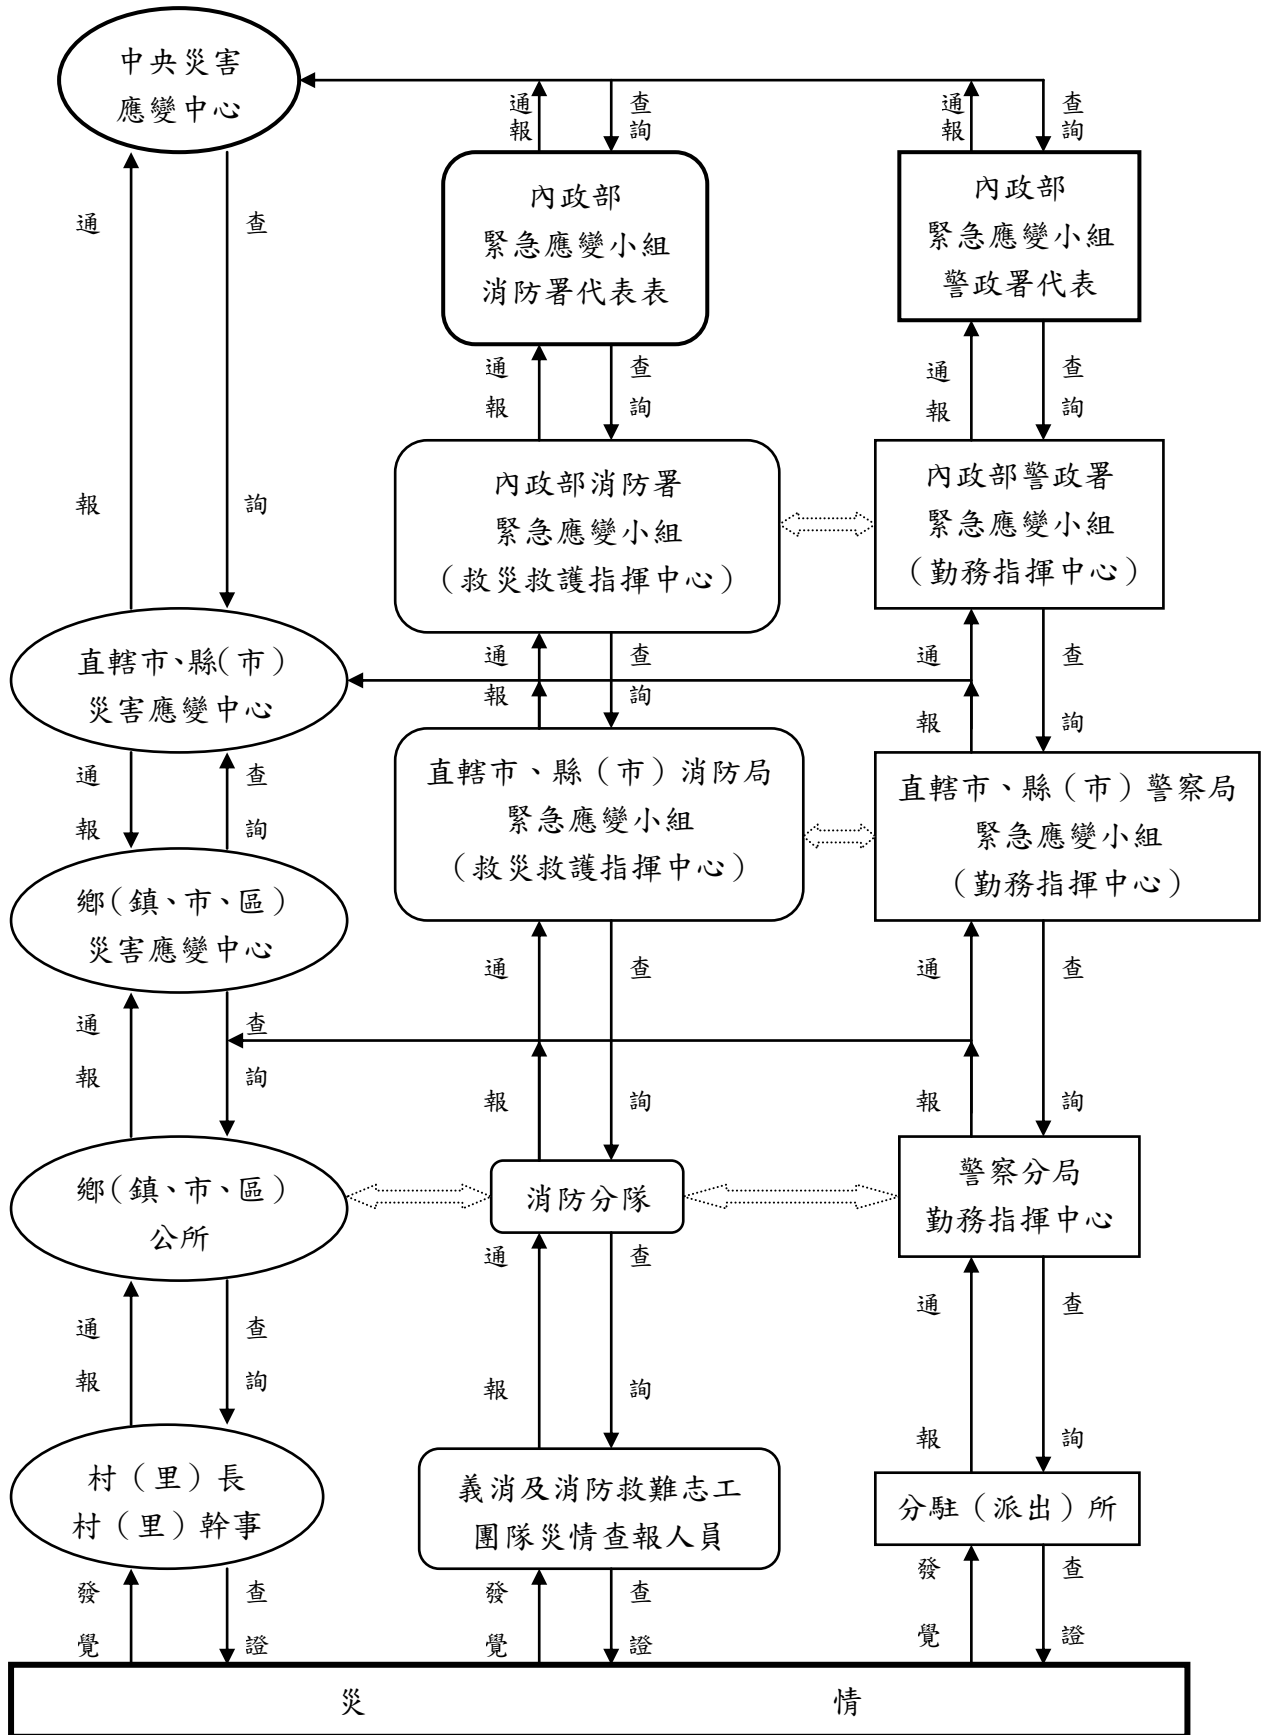 中央災害
應變中心
通報
查詢
通報
查詢
內政部
緊急應變小組
消防署代表表
內政部
緊急應變小組
警政署代表
通報
查詢
通報
查詢
通報
查詢
內政部消防署
緊急應變小組
（救災救護指揮中心）
內政部警政署
緊急應變小組
（勤務指揮中心）
直轄市、縣（市）
災害應變中心
通報
查詢
通報
查詢
通報
查詢
直轄市、縣（市）消防局
緊急應變小組
（救災救護指揮中心）
直轄市、縣（市）警察局
緊急應變小組
（勤務指揮中心）
鄉（鎮、市、區）
災害應變中心
通報
查詢
通報
查詢
通報
查詢
鄉（鎮、市、區）
公所
消防分隊
警察分局
勤務指揮中心
通報
查詢
通報
查詢
通報
查詢
村（里）長
村（里）幹事
義消及消防救難志工
團隊災情查報人員
分駐（派出）所
發覺
查證
發覺
查證
發覺
查證
災情